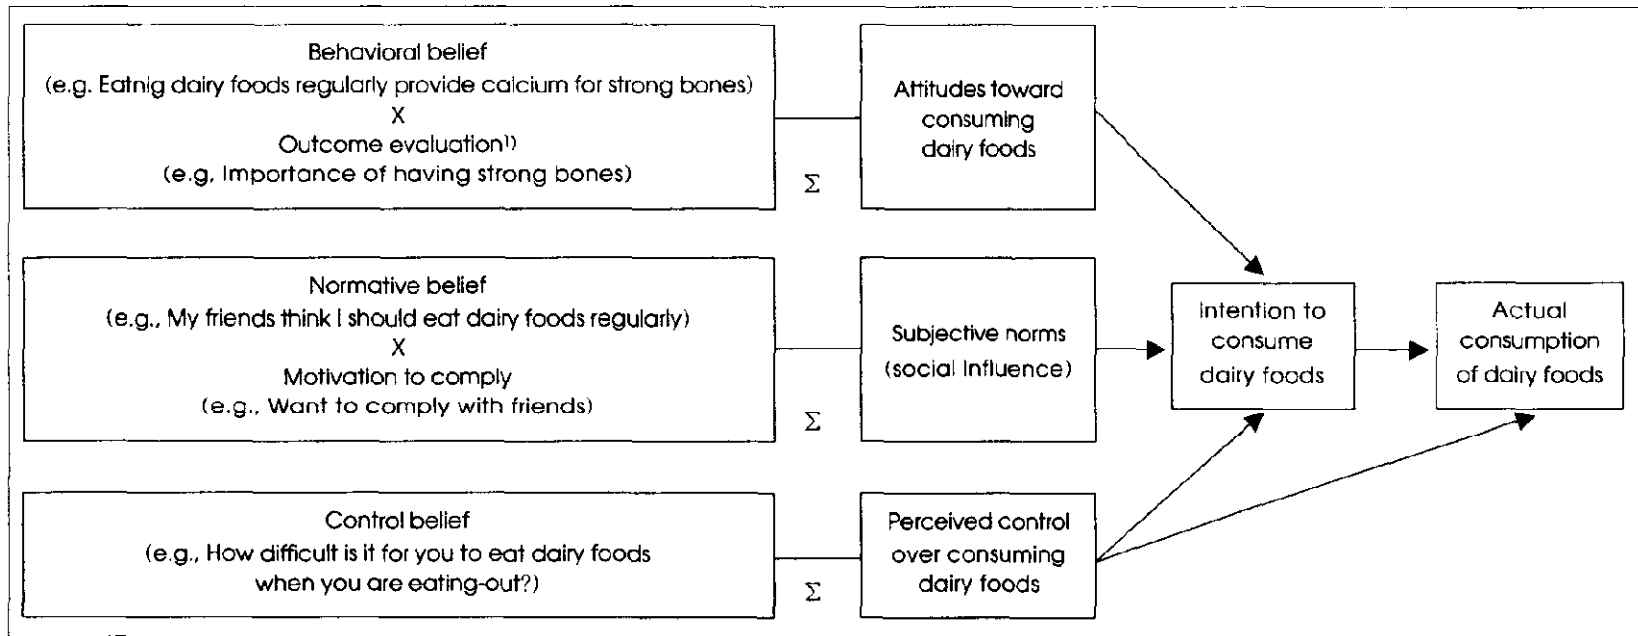 Behavioral belief
(e.g. Eatnig dairy foods regularly provide calcium for strong bones)
X
Outcome evaluation¹⁾
(e.g, Importance of having strong bones)
Σ
Attitudes toward
consuming
dairy foods
Normative belief
(e.g., My friends think I should eat dairy foods regularly)
X
Motivation to comply
(e.g., Want to comply with friends)
Σ
Subjective norms
(social Influence)
Control belief
(e.g., How difficult is it for you to eat dairy foods
when you are eating-out?)
Σ
Perceived control
over consuming
dairy foods
Intention to
consume
dairy foods
Actual
consumption
of dairy foods